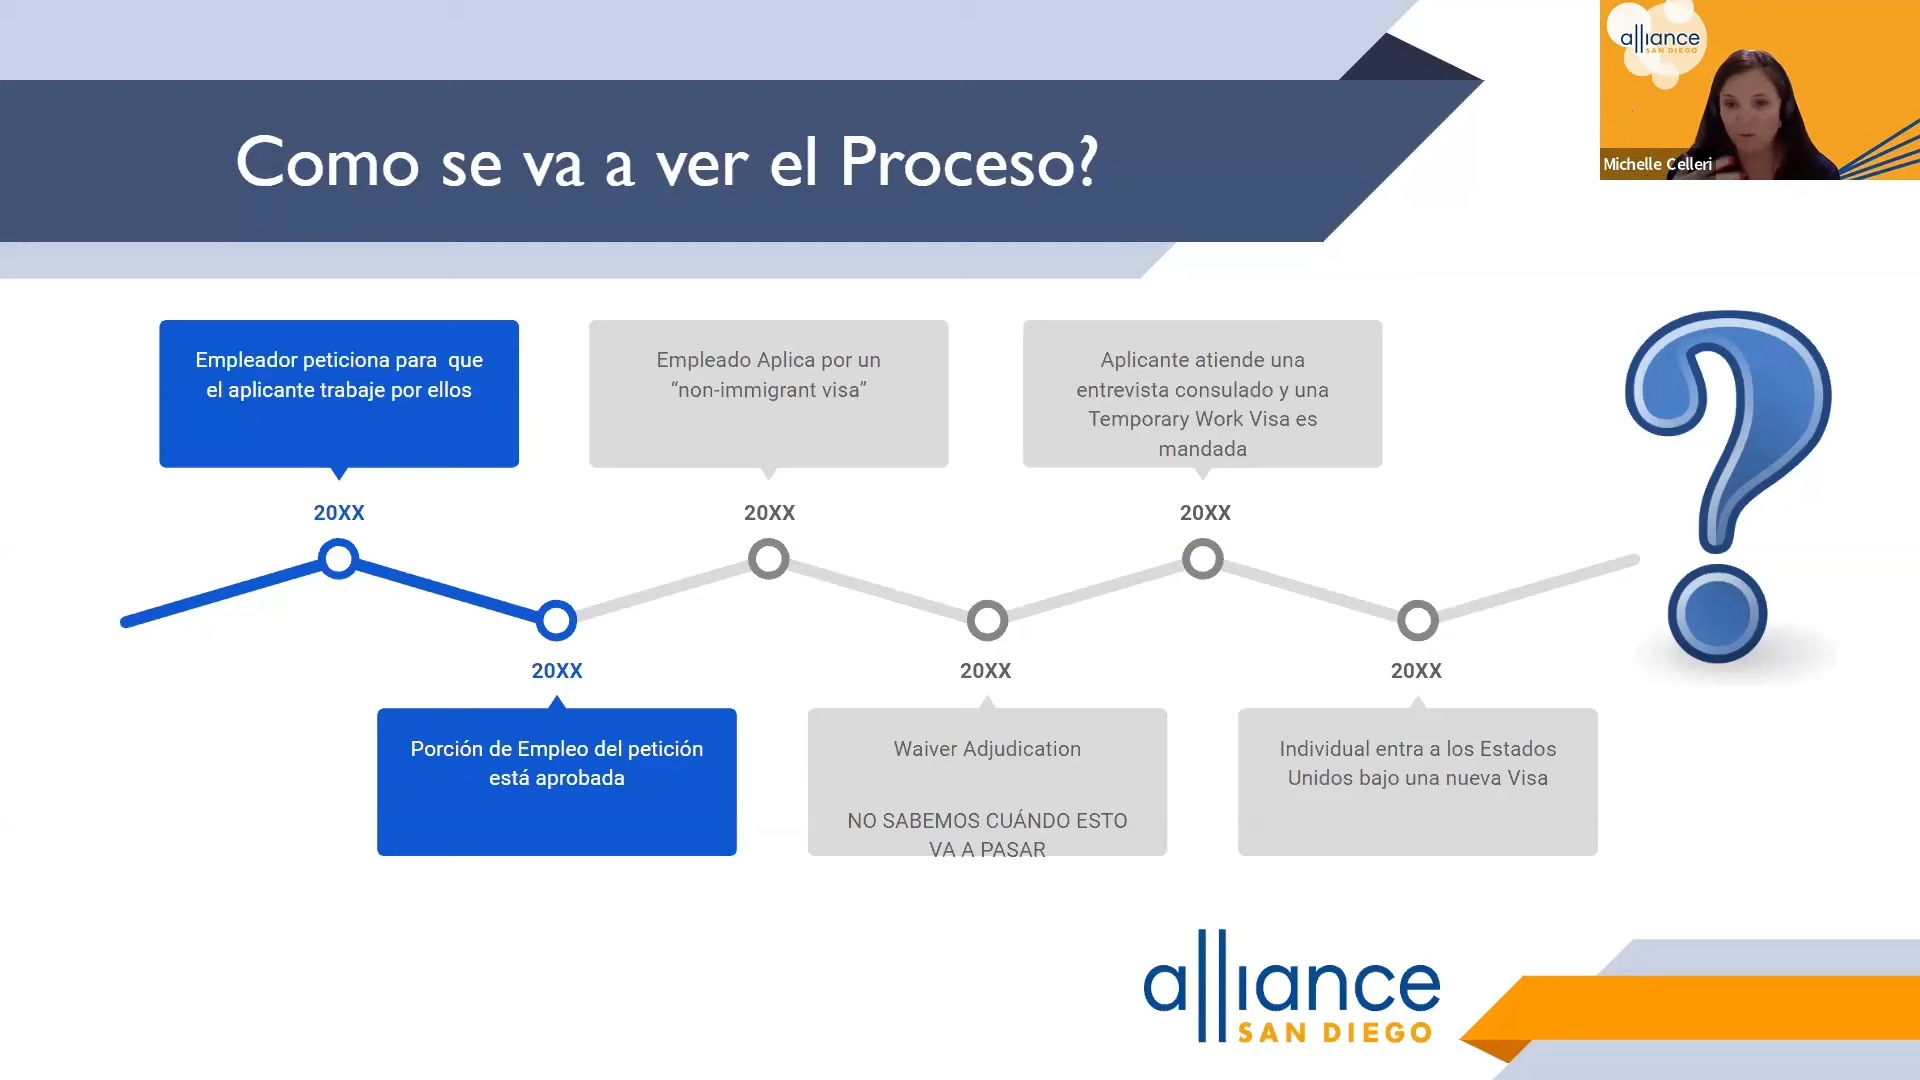 Como se va a ver el Proceso?
alliance
SAN DIEGO
Michelle Celleri
Empleador peticiona para  que
el aplicante trabaje por ellos
20XX
Empleado Aplica por un
“non-immigrant visa”
20XX
Aplicante atiende una
entrevista consulado y una
Temporary Work Visa es
mandada
20XX
20XX
Porción de Empleo del petición
está aprobada
20XX
Waiver Adjudication
NO SABEMOS CUÁNDO ESTO
VA A PASAR
20XX
Individual entra a los Estados
Unidos bajo una nueva Visa
alliance
SAN DIEGO